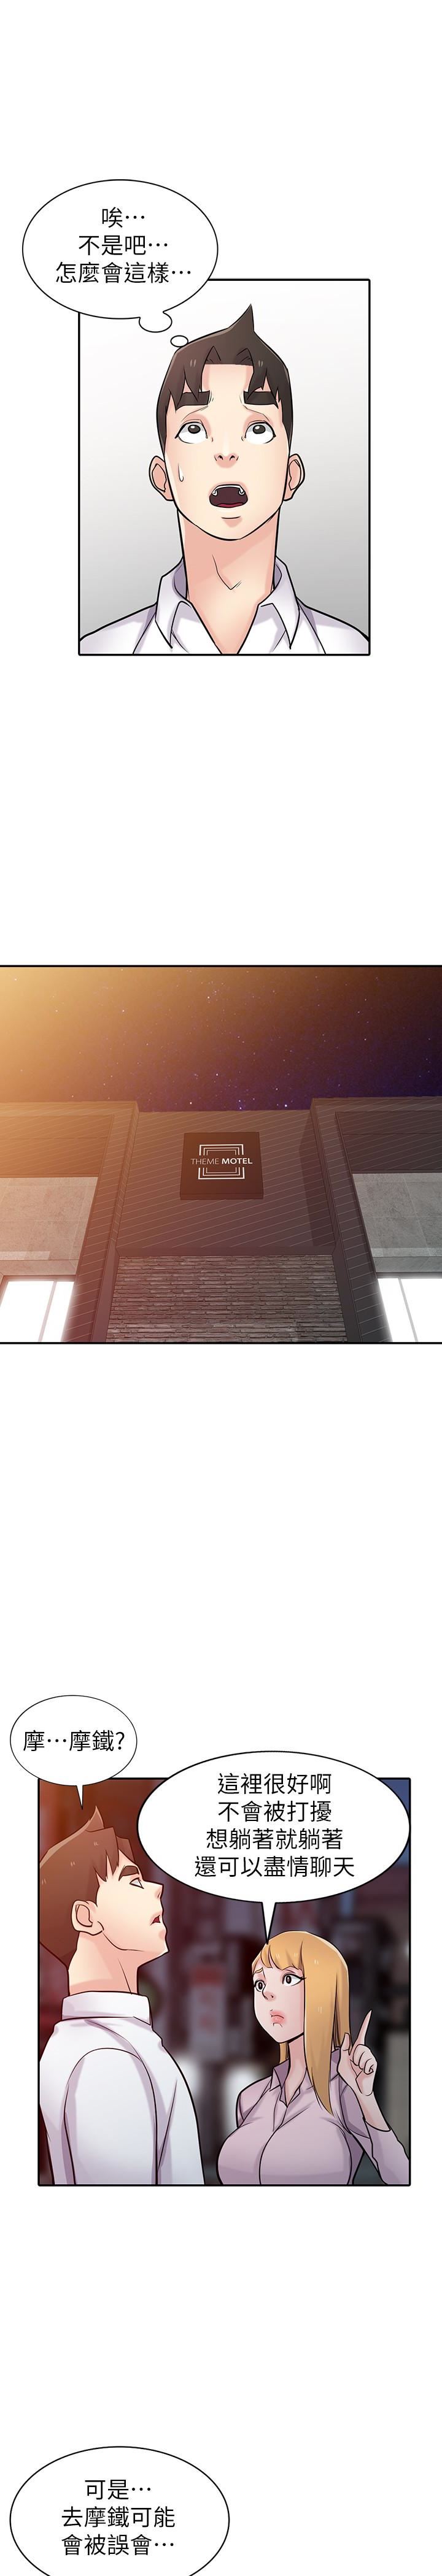 唉⋯
不是吧⋯
怎麼會這樣⋯
THEME MOTEL
摩⋯摩鐵?
這裡很好啊
不會被打擾
想躺著就躺著
還可以盡情聊天
可是⋯
去摩鐵可能
會被誤會⋯